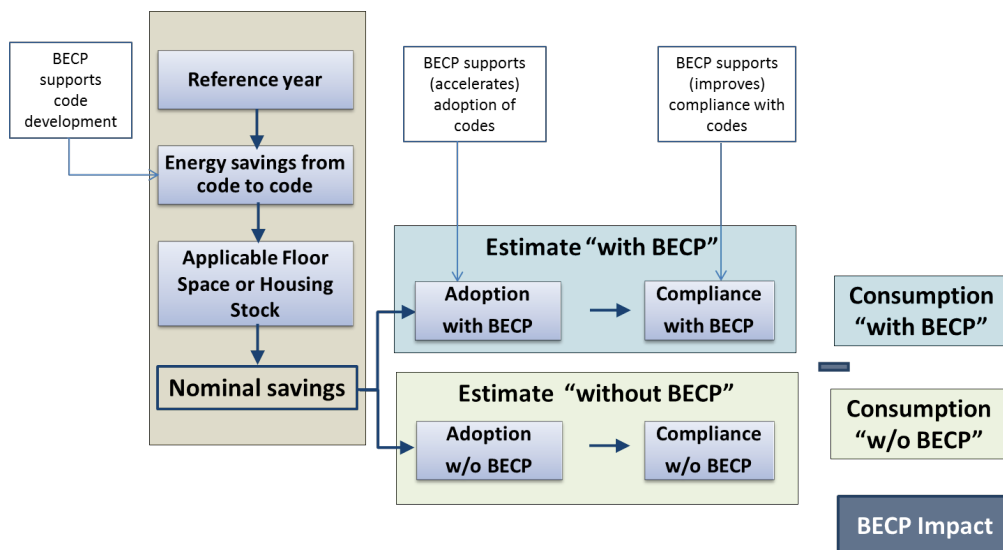 BECP
supports
code
development
Reference year
Energy savings from
code to code
Applicable Floor
Space or Housing
Stock
Nominal savings
BECP supports
(accelerates)
adoption of
codes
BECP supports
(improves)
compliance with
codes
Estimate “with BECP”
Adoption
with BECP
Compliance
with BECP
Estimate “without BECP”
Adoption
w/o BECP
Compliance
w/o BECP
Consumption
“with BECP”
Consumption
“w/o BECP”
BECP Impact